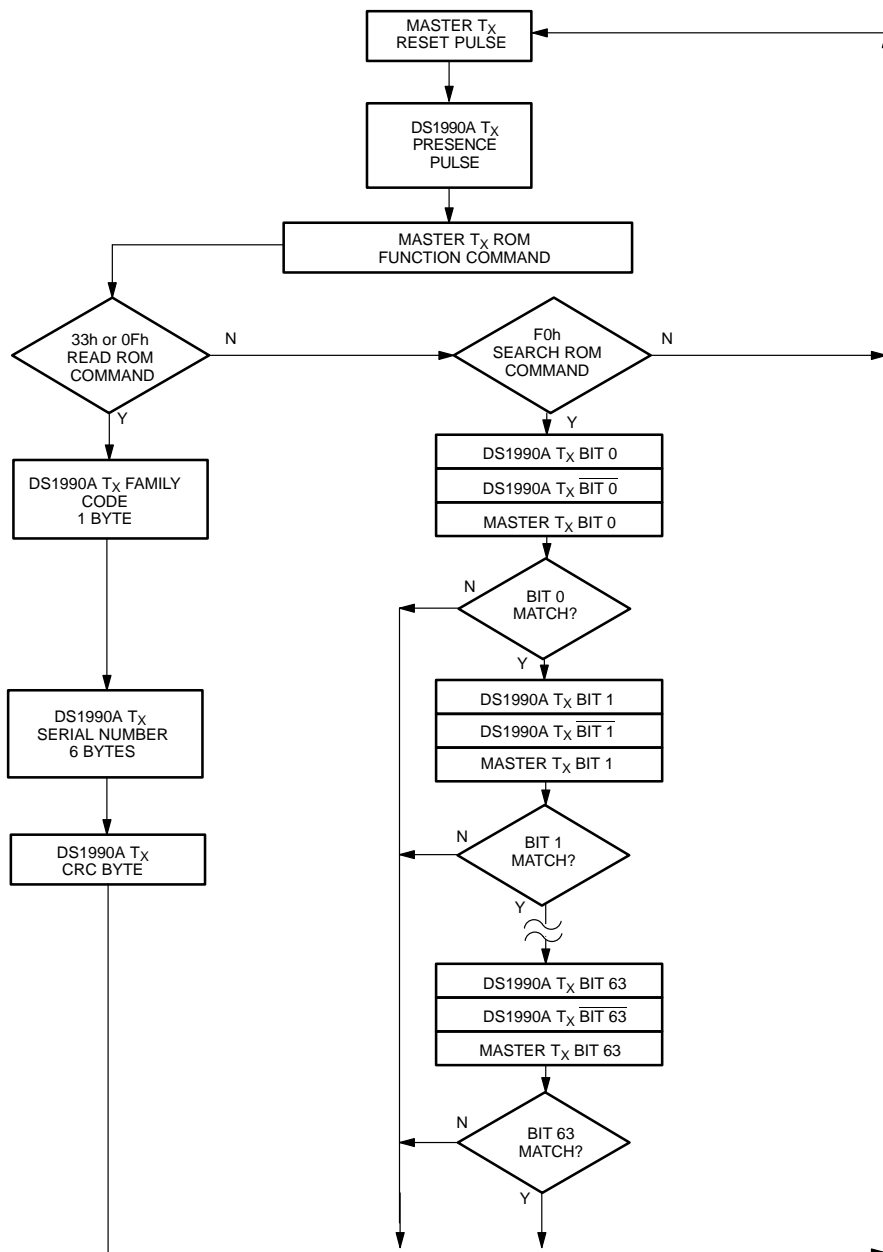 MASTER TX
RESET PULSE
DS1990A TX
PRESENCE
PULSE
MASTER TX ROM
FUNCTION COMMAND
33h or 0Fh
READ ROM
COMMAND
N
Y
F0h
SEARCH ROM
COMMAND
N
Y
DS1990A TX FAMILY
CODE
1 BYTE
DS1990A TX
SERIAL NUMBER
6 BYTES
DS1990A TX
CRC BYTE
DS1990A TX BIT 0
DS1990A TX B̅I̅T̅ ̅0̅
MASTER TX BIT 0
BIT 0
MATCH?
N
Y
DS1990A TX BIT 1
DS1990A TX B̅I̅T̅ ̅1̅
MASTER TX BIT 1
BIT 1
MATCH?
N
Y
DS1990A TX BIT 63
DS1990A TX B̅I̅T̅ ̅6̅3̅
MASTER TX BIT 63
BIT 63
MATCH?
N
Y